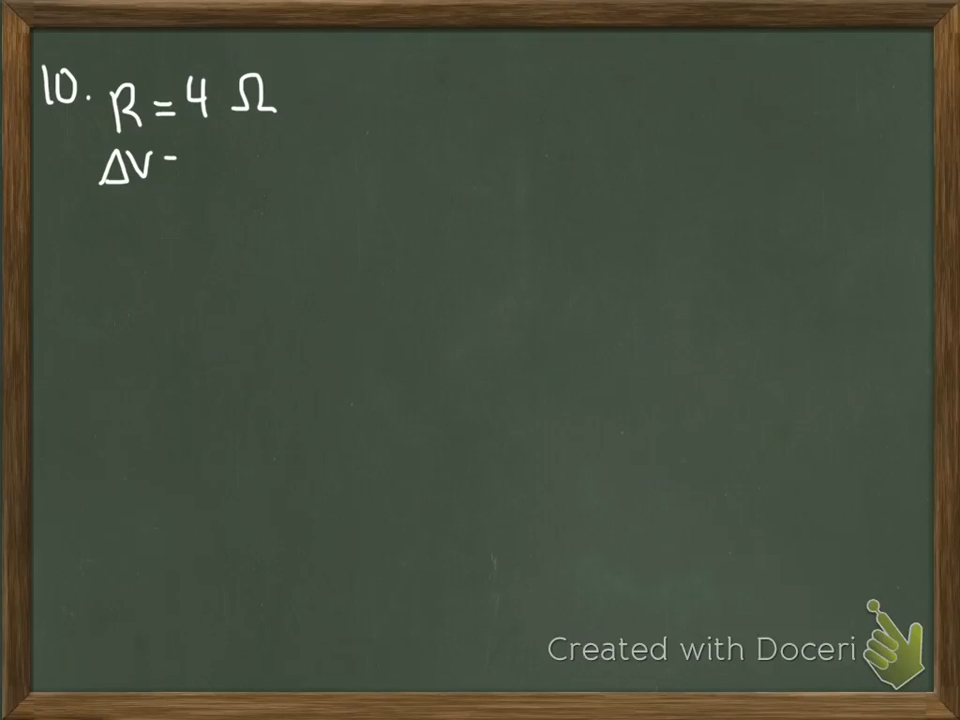 10. R = 4 Ω
ΔV -
Created with Doceri